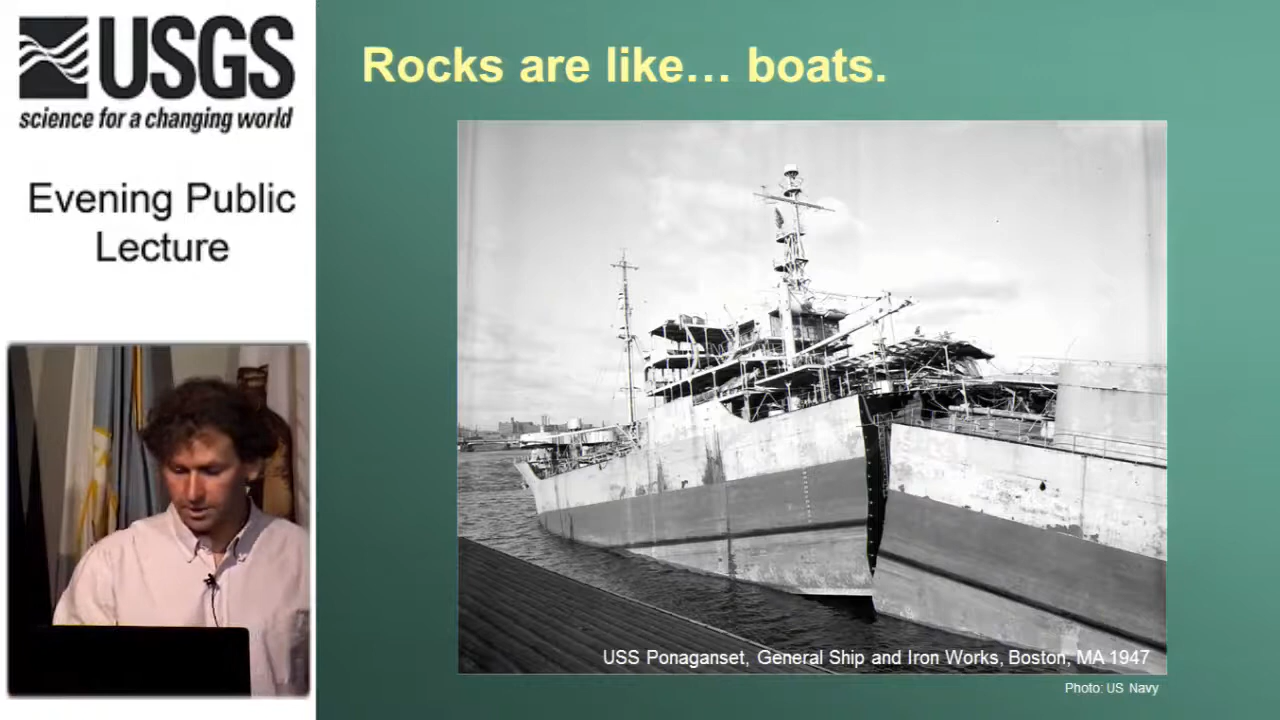 USGS
science for a changing world
Evening Public
Lecture
Rocks are like… boats.
USS Ponaganset, General Ship and Iron Works, Boston, MA 1947
Photo: US Navy